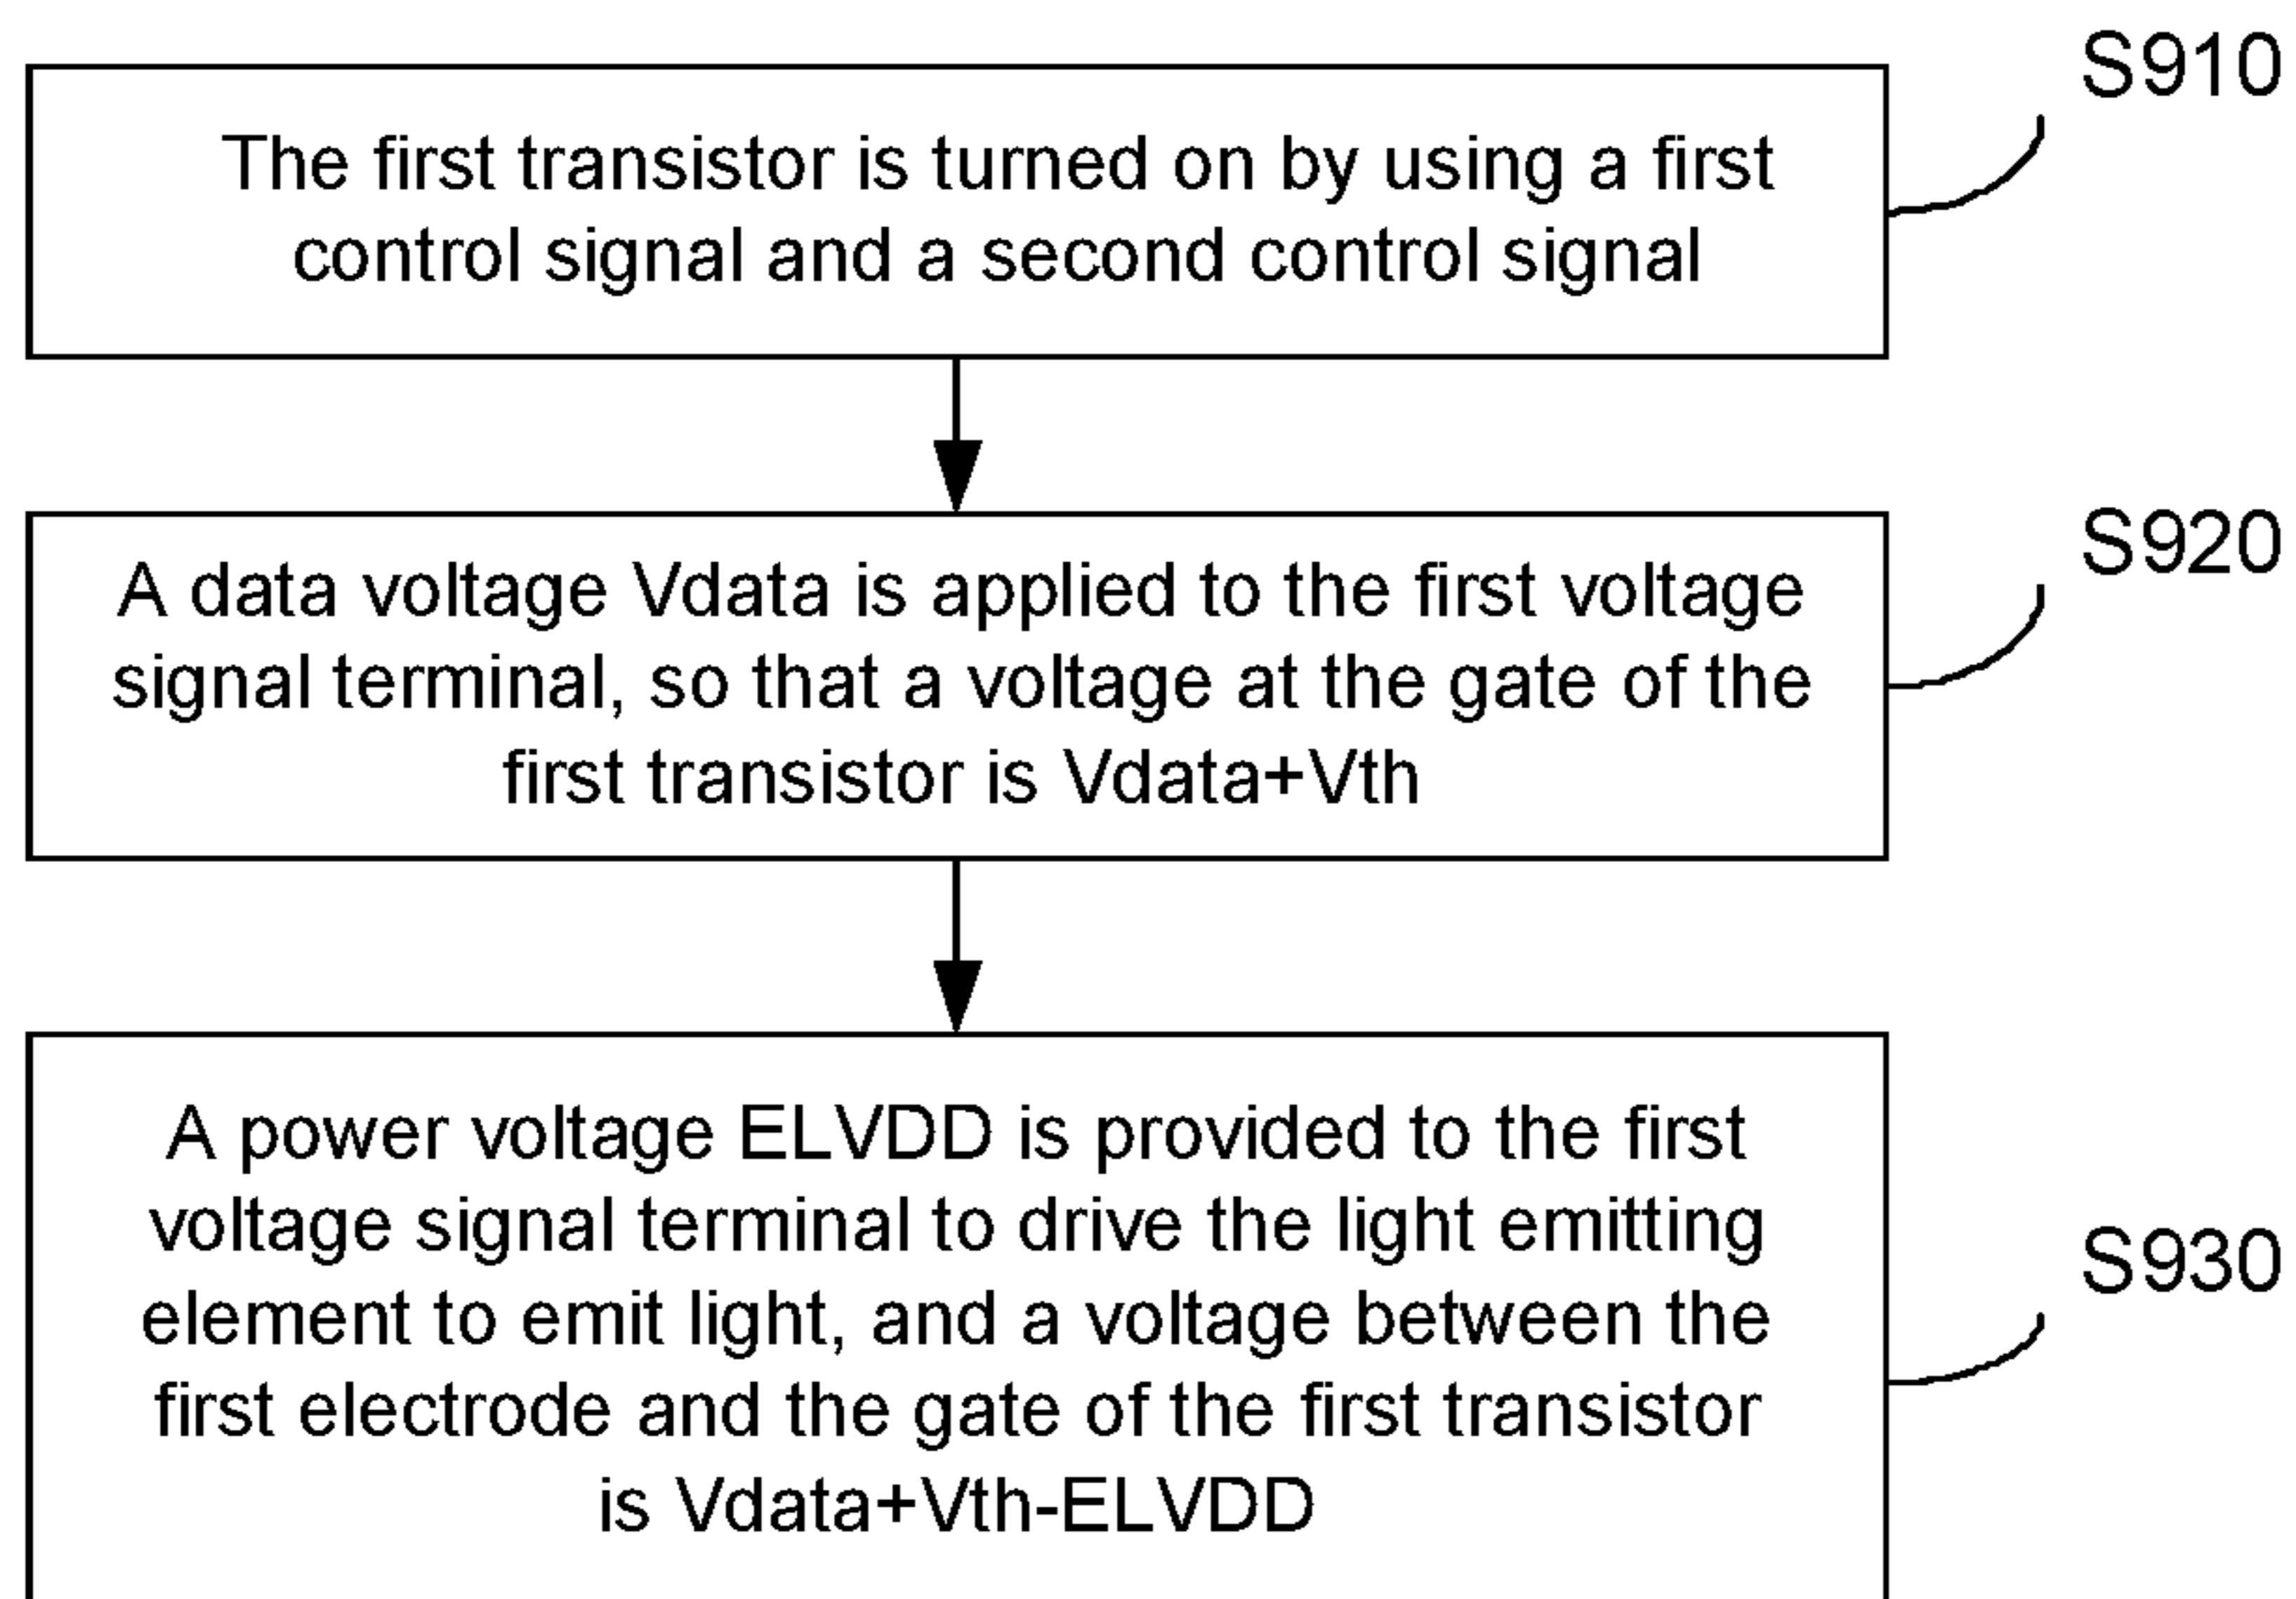 S910
The first transistor is turned on by using a first
control signal and a second control signal
S920
A data voltage Vdata is applied to the first voltage
signal terminal, so that a voltage at the gate of the
first transistor is Vdata+Vth
A power voltage ELVDD is provided to the first
voltage signal terminal to drive the light emitting
S930
element to emit light, and a voltage between the
first electrode and the gate of the first transistor
is Vdata+Vth-ELVDD